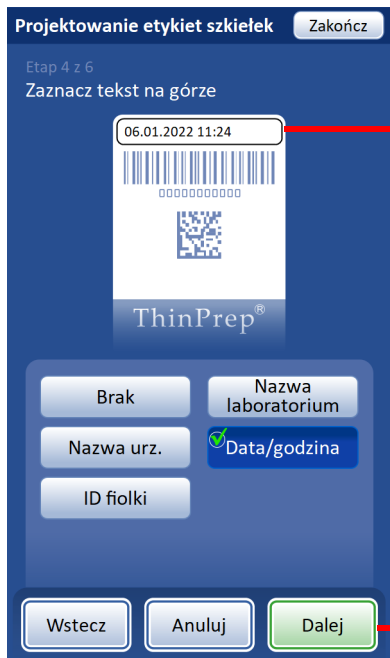 Projektowanie etykiet szkiełek
Zakończ
Etap 4 z 6
Zaznacz tekst na górze
06.01.2022 11:24
00000000000
ThinPrep®
Brak
Nazwa
laboratorium
Nazwa urz.
Data/godzina
ID fiolki
Wstecz
Anuluj
Dalej